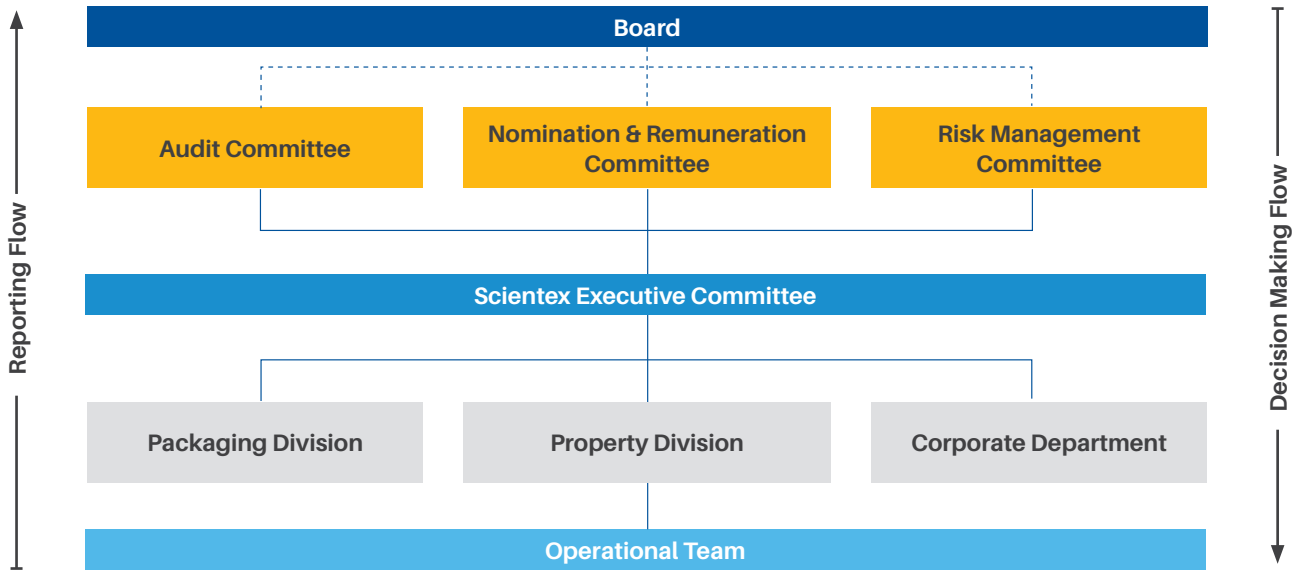 Board
Audit Committee
Nomination & Remuneration
Committee
Risk Management
Committee
Scientex Executive Committee
Packaging Division
Property Division
Corporate Department
Operational Team
Reporting Flow
Decision Making Flow